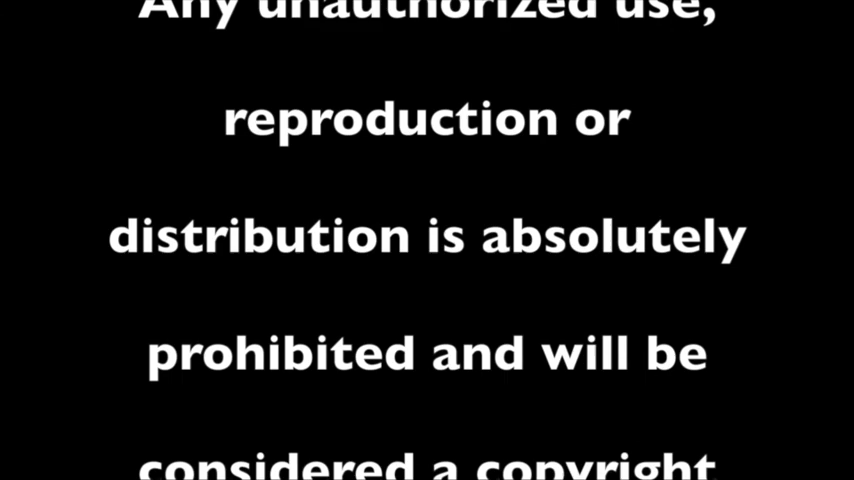 Any unauthorized use,
reproduction or
distribution is absolutely
prohibited and will be
considered a copyright